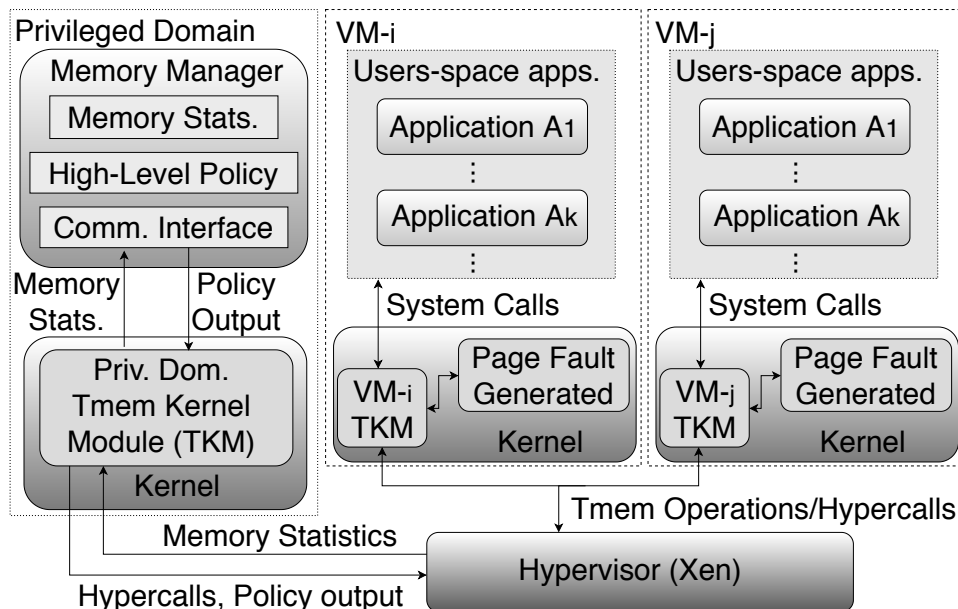 Privileged Domain
Memory Manager
Memory Stats.
High-Level Policy
Comm. Interface
Memory
Stats.
Policy
Output
Priv. Dom.
Tmem Kernel
Module (TKM)
Kernel
VM-i
Users-space apps.
Application A1
⋮
Application Ak
⋮
System Calls
VM-i
TKM
Page Fault
Generated
Kernel
VM-j
Users-space apps.
Application A1
⋮
Application Ak
⋮
System Calls
VM-j
TKM
Page Fault
Generated
Kernel
Tmem Operations/Hypercalls
Memory Statistics
Hypervisor (Xen)
Hypercalls, Policy output